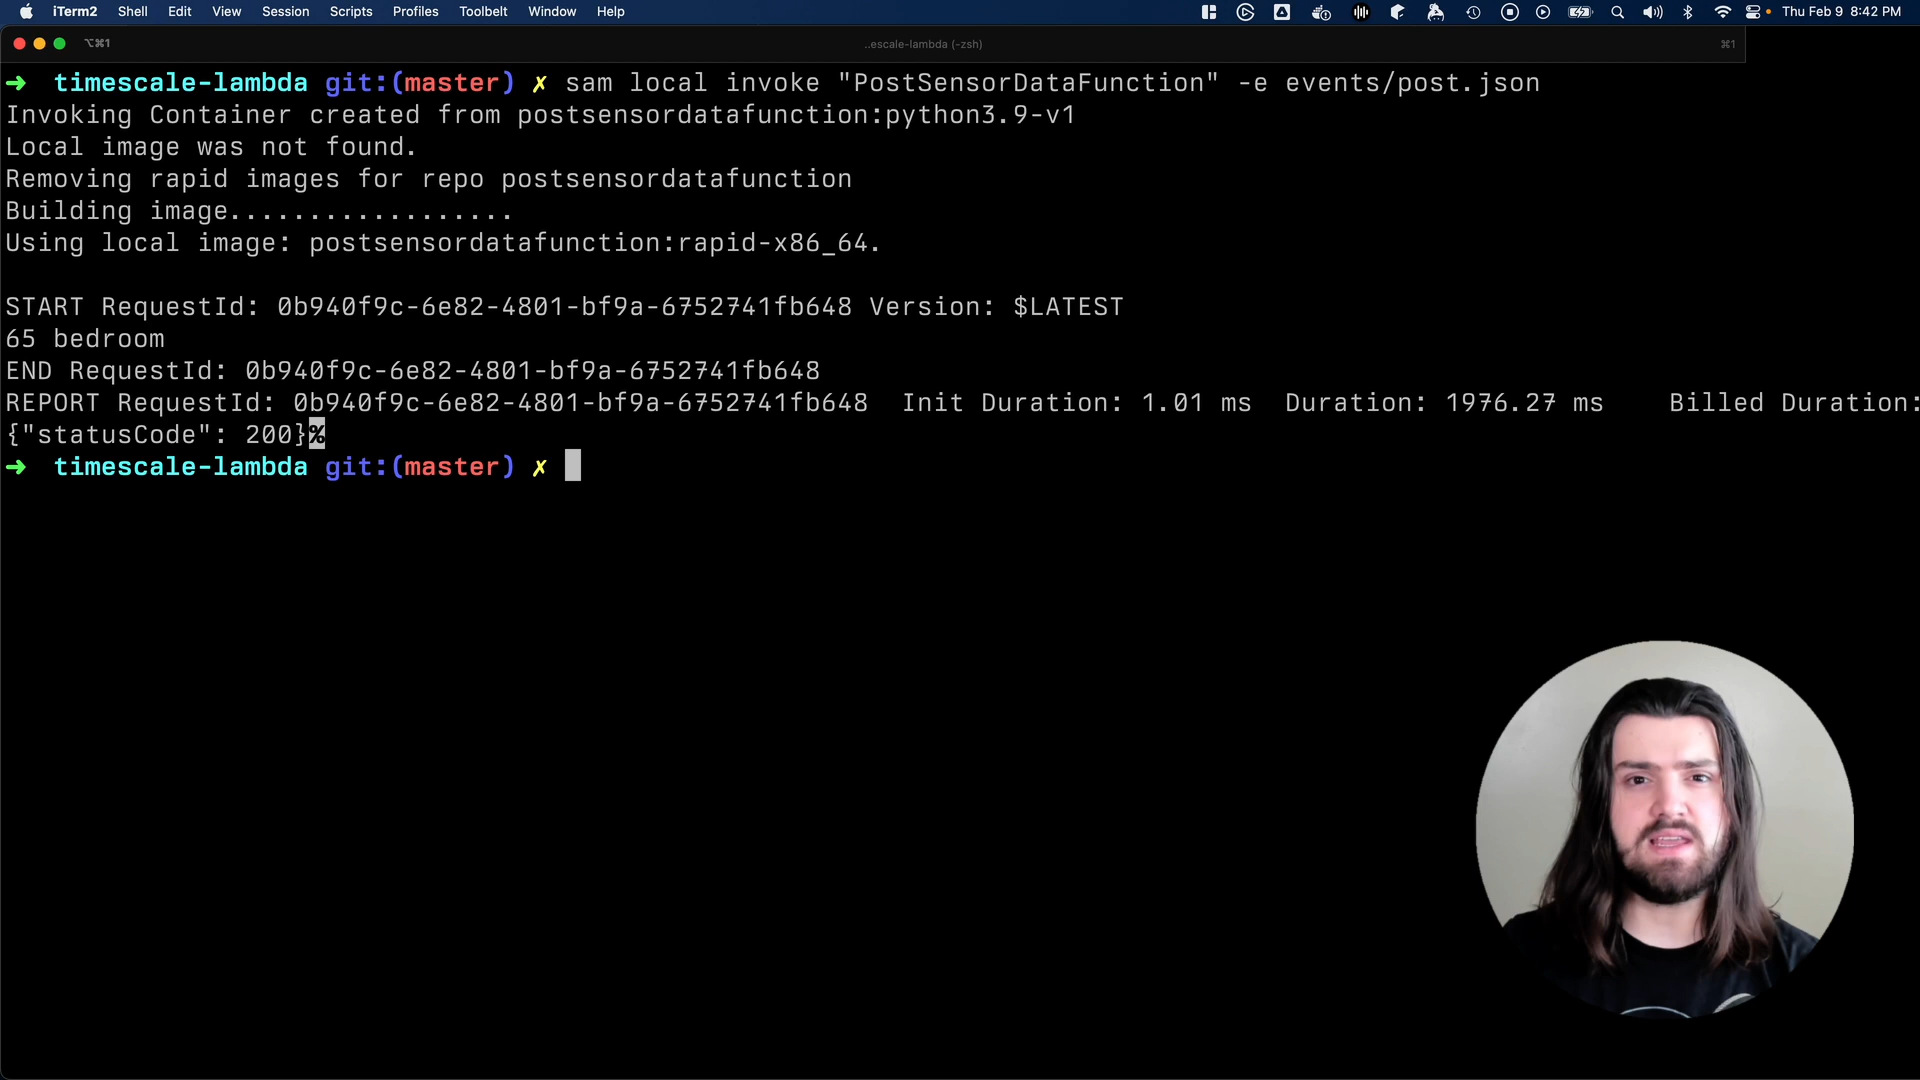 iTerm2 Shell Edit View Session Scripts Profiles Toolbelt Window Help Thu Feb 9 8:42 PM
⌥⌘1 ..escale-lambda (-zsh) ⌘1
➜ timescale-lambda git:(master) ✗ sam local invoke "PostSensorDataFunction" -e events/post.json
Invoking Container created from postsensordatafunction:python3.9-v1
Local image was not found.
Removing rapid images for repo postsensordatafunction
Building image..................
Using local image: postsensordatafunction:rapid-x86_64.
START RequestId: 0b940f9c-6e82-4801-bf9a-6752741fb648 Version: $LATEST
65 bedroom
END RequestId: 0b940f9c-6e82-4801-bf9a-6752741fb648
REPORT RequestId: 0b940f9c-6e82-4801-bf9a-6752741fb648 Init Duration: 1.01 ms Duration: 1976.27 ms Billed Duration:
{"statusCode": 200}%
➜ timescale-lambda git:(master) ✗